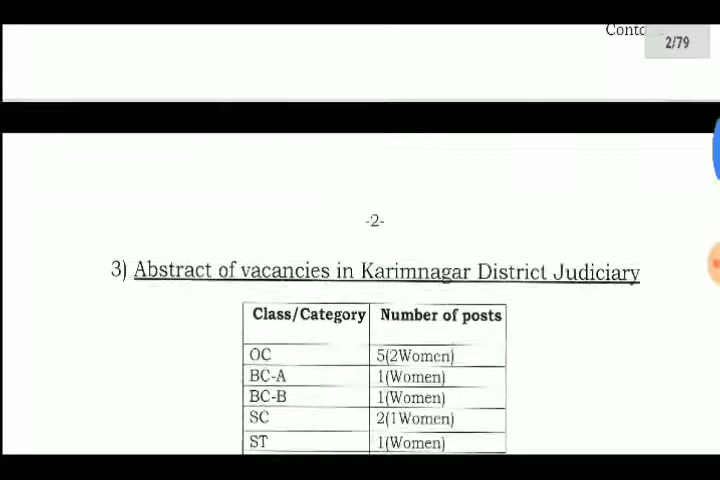 2/79
-2-
3) Abstract of vacancies in Karimnagar District Judiciary
Class/Category Number of posts
OC 5(2Women)
BC-A 1(Women)
BC-B 1(Women)
SC 2(1Women)
ST 1(Women)